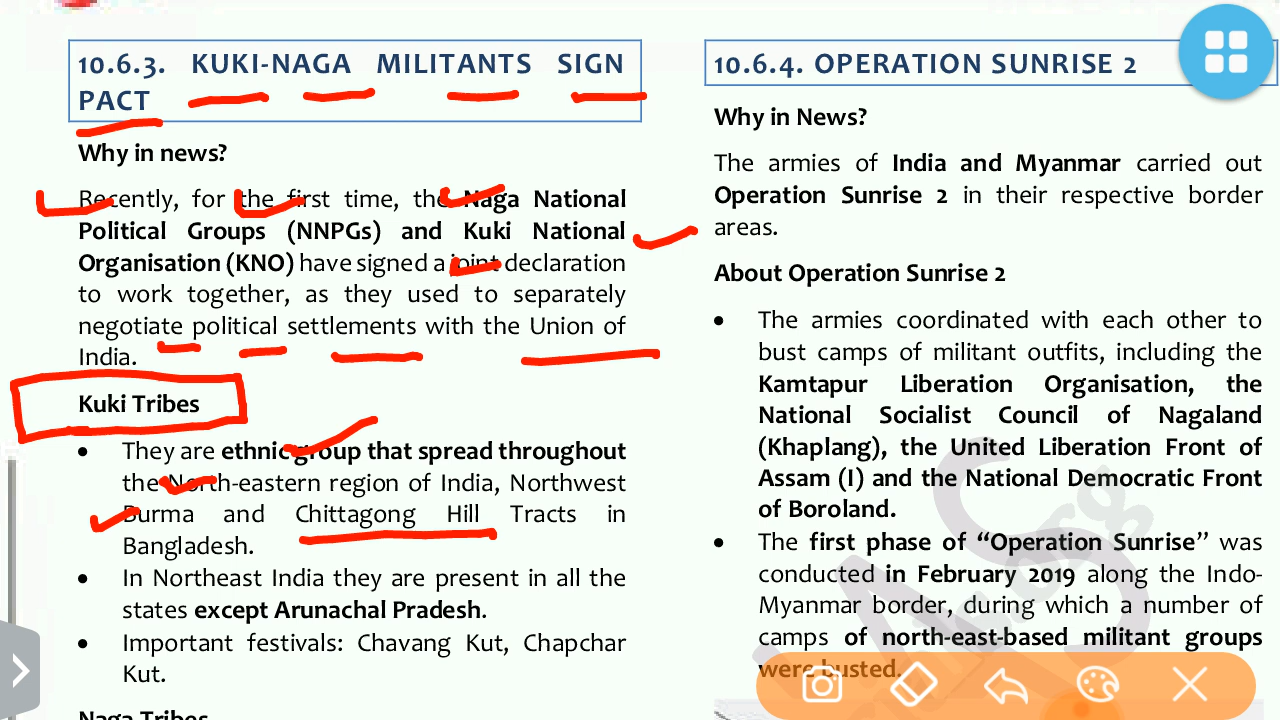 10.6.3. KUKI-NAGA MILITANTS SIGN
PACT
Why in news?
Recently, for the first time, the Naga National
Political Groups (NNPGs) and Kuki National
Organisation (KNO) have signed a joint declaration
to work together, as they used to separately
negotiate political settlements with the Union of
India.
Kuki Tribes
• They are ethnic group that spread throughout
the North-eastern region of India, Northwest
Burma and Chittagong Hill Tracts in
Bangladesh.
• In Northeast India they are present in all the
states except Arunachal Pradesh.
• Important festivals: Chavang Kut, Chapchar
Kut.
Naga Tribes
10.6.4. OPERATION SUNRISE 2
Why in News?
The armies of India and Myanmar carried out
Operation Sunrise 2 in their respective border
areas.
About Operation Sunrise 2
• The armies coordinated with each other to
bust camps of militant outfits, including the
Kamtapur Liberation Organisation, the
National Socialist Council of Nagaland
(Khaplang), the United Liberation Front of
Assam (I) and the National Democratic Front
of Boroland.
• The first phase of “Operation Sunrise” was
conducted in February 2019 along the Indo-
Myanmar border, during which a number of
camps of north-east-based militant groups
were busted.